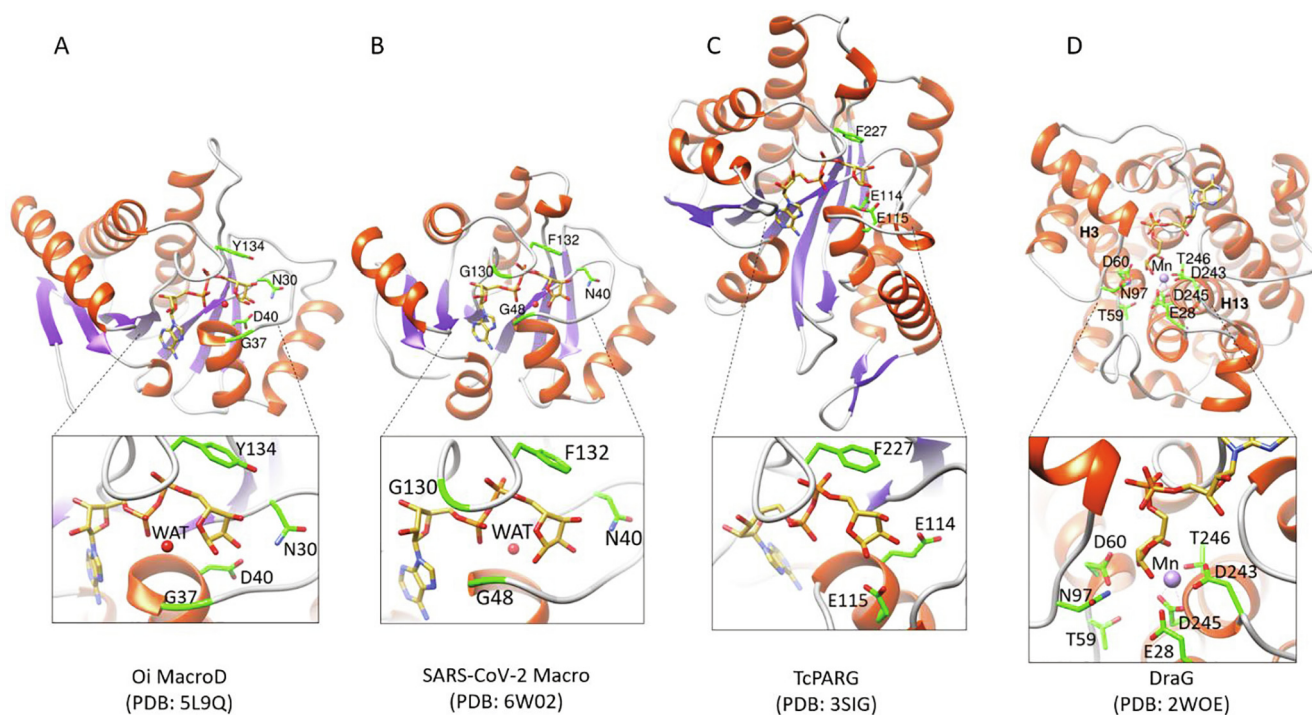 A
B
C
D
Y134
N30
D40
G37
F132
G130
N40
G48
F227
E114
E115
H3
D60
Mn
T246
D243
N97
D245
H13
T59
E28
Y134
WAT
N30
D40
G37
F132
G130
WAT
N40
G48
F227
E114
E115
D60
Mn
T246
D243
N97
D245
T59
E28
Oi MacroD
(PDB: 5L9Q)
SARS-CoV-2 Macro
(PDB: 6W02)
TcPARG
(PDB: 3SIG)
DraG
(PDB: 2WOE)